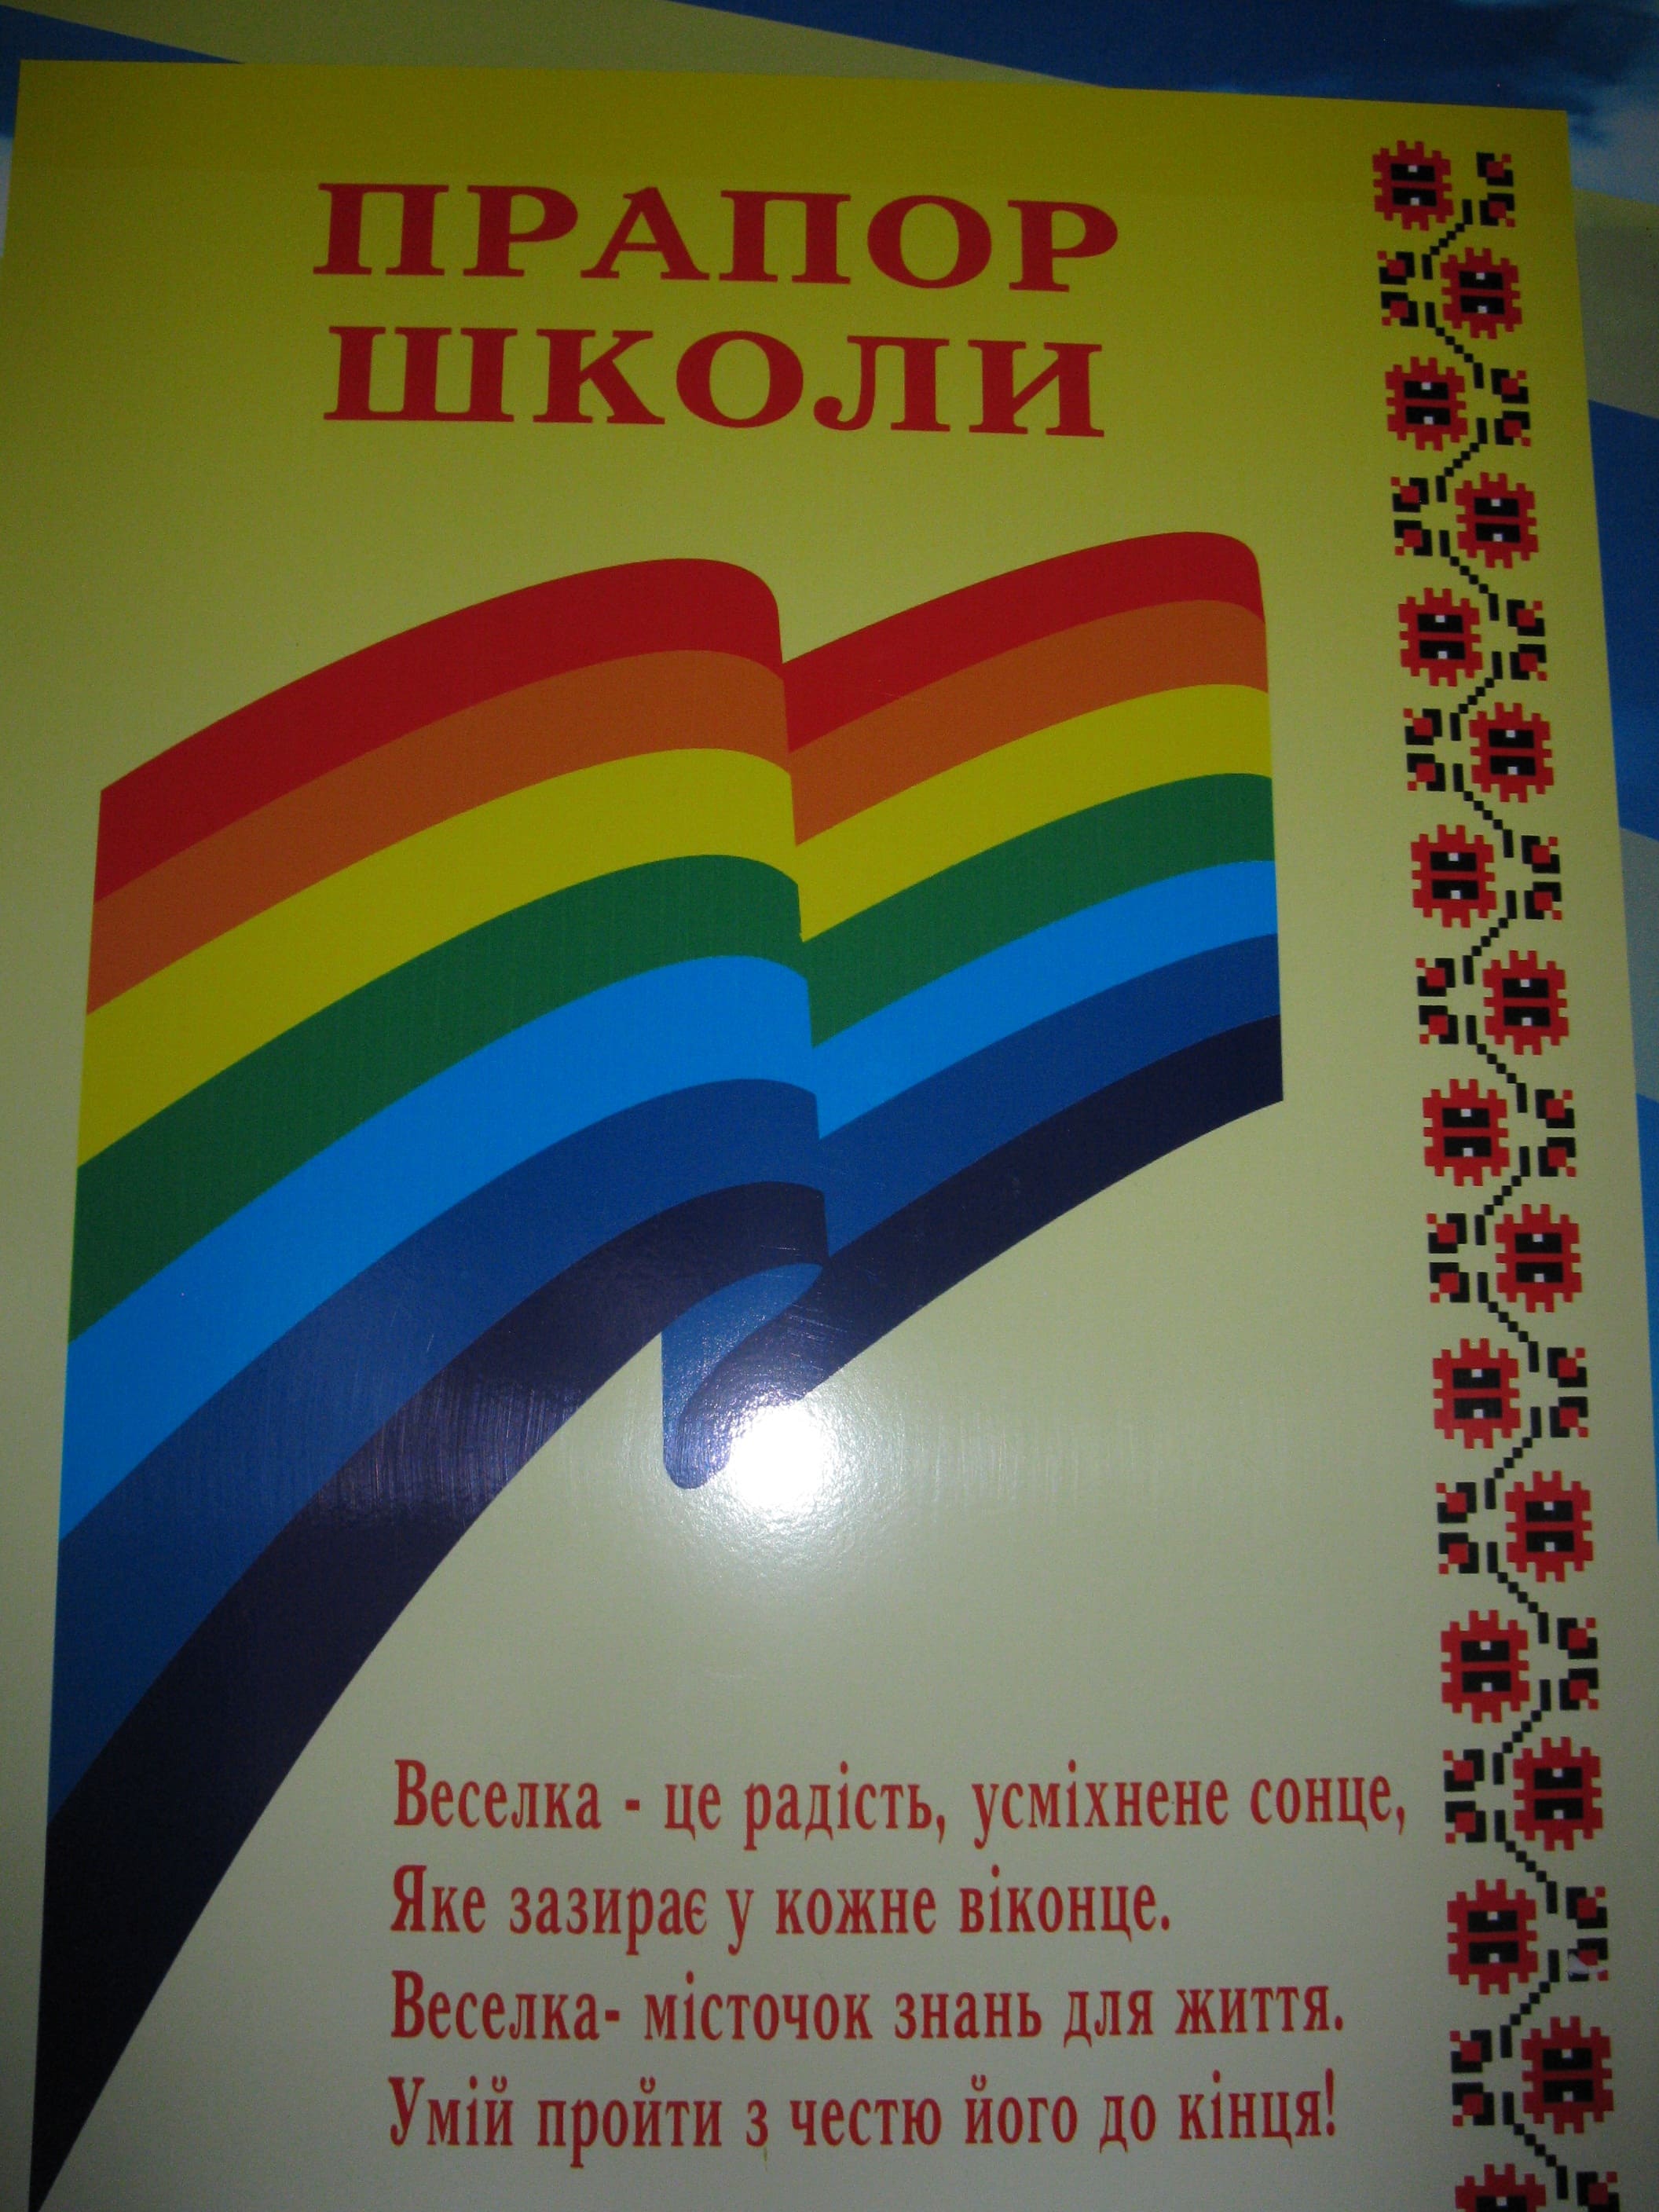 ПРАПОР
ШКОЛИ
Веселка - це радість, усміхнене сонце,
Яке зазирає у кожне віконце.
Веселка- місточок знань для життя.
Умій пройти з честю його до кінця!